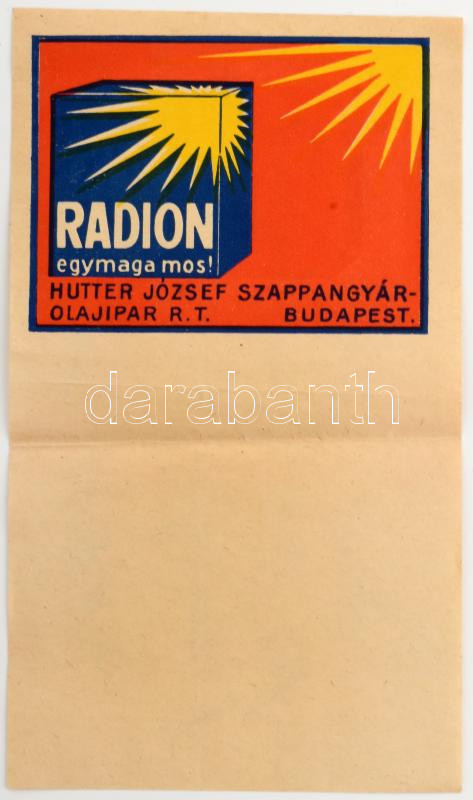 RADION
egymaga mos!
HUTTER JÓZSEF SZAPPANGYÁR-
OLAJIPAR R.T. BUDAPEST.
darabanth